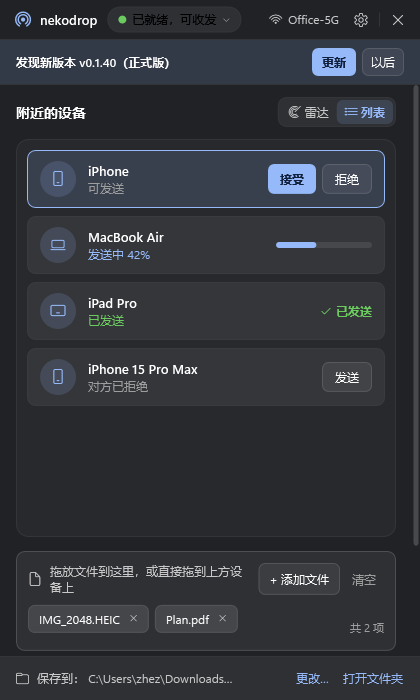 nekodrop 已就绪，可收发 Office-5G
发现新版本 v0.1.40（正式版） 更新 以后
附近的设备 雷达 列表
iPhone
可发送
接受 拒绝
MacBook Air
发送中 42%
iPad Pro
已发送
已发送
iPhone 15 Pro Max
对方已拒绝
发送
拖放文件到这里，或直接拖到上方设
备上
+ 添加文件 清空
IMG_2048.HEIC × Plan.pdf ×
共 2 项
保存到： C:\Users\zhez\Downloads... 更改... 打开文件夹